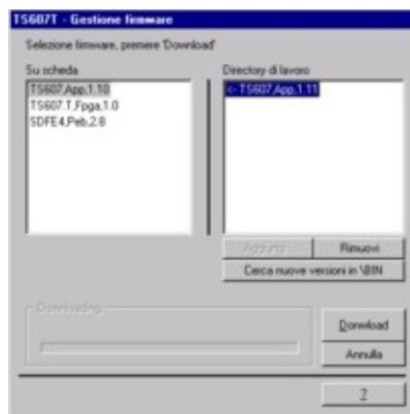 TS607T - Gestione firmware
Selezione firmware, premere 'Download'
Su scheda
Directory di lavoro
TS607,App,1.10
TS607.T,Fpga,1.0
SDFE4,Peb,2.8
<- TS607,App,1.11
Aggiungi
Rimuovi
Cerca nuove versioni in \BIN
Downloading
Download
Annulla
?